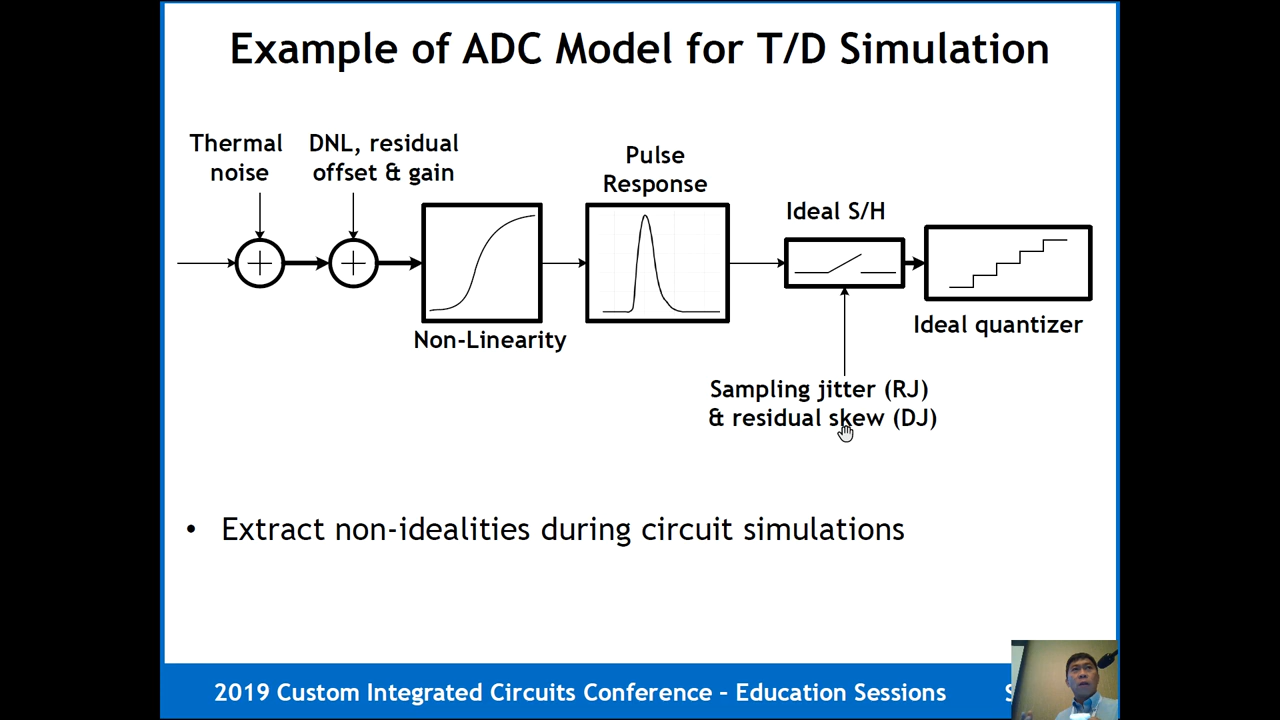 Example of ADC Model for T/D Simulation
Thermal
noise
DNL, residual
offset & gain
Pulse
Response
Ideal S/H
Non-Linearity
Ideal quantizer
Sampling jitter (RJ)
& residual skew (DJ)
• Extract non-idealities during circuit simulations
2019 Custom Integrated Circuits Conference – Education Sessions